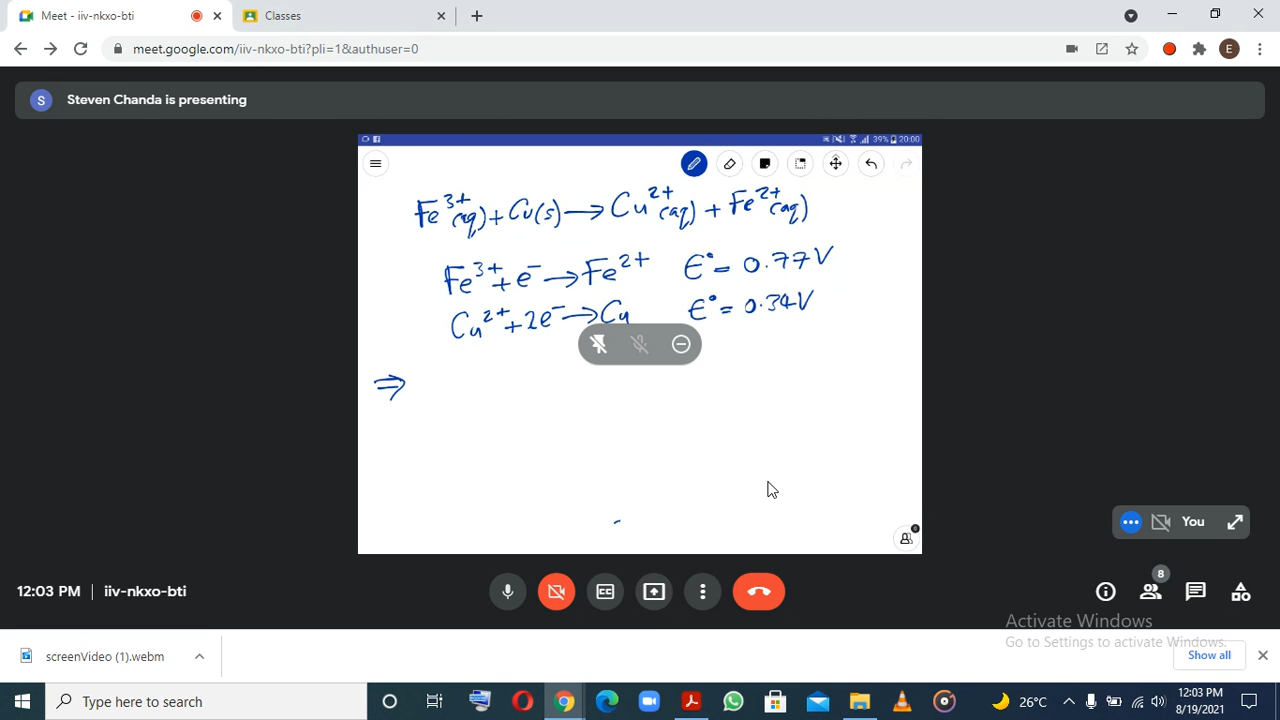 Meet - iiv-nkxo-bti
Classes
meet.google.com/iiv-nkxo-bti?pli=1&authuser=0
E
S
Steven Chanda is presenting
39% 20:00
Fe³⁺(aq) + Cu(s) → Cu²⁺(aq) + Fe²⁺(aq)
Fe³⁺ + e⁻ → Fe²⁺ E° = 0.77V
Cu²⁺ + 2e⁻ → Cu E° = 0.34V
⇒
You
12:03 PM | iiv-nkxo-bti
8
Activate Windows
Go to Settings to activate Windows.
screenVideo (1).webm
Show all
Type here to search
26°C
12:03 PM
8/19/2021